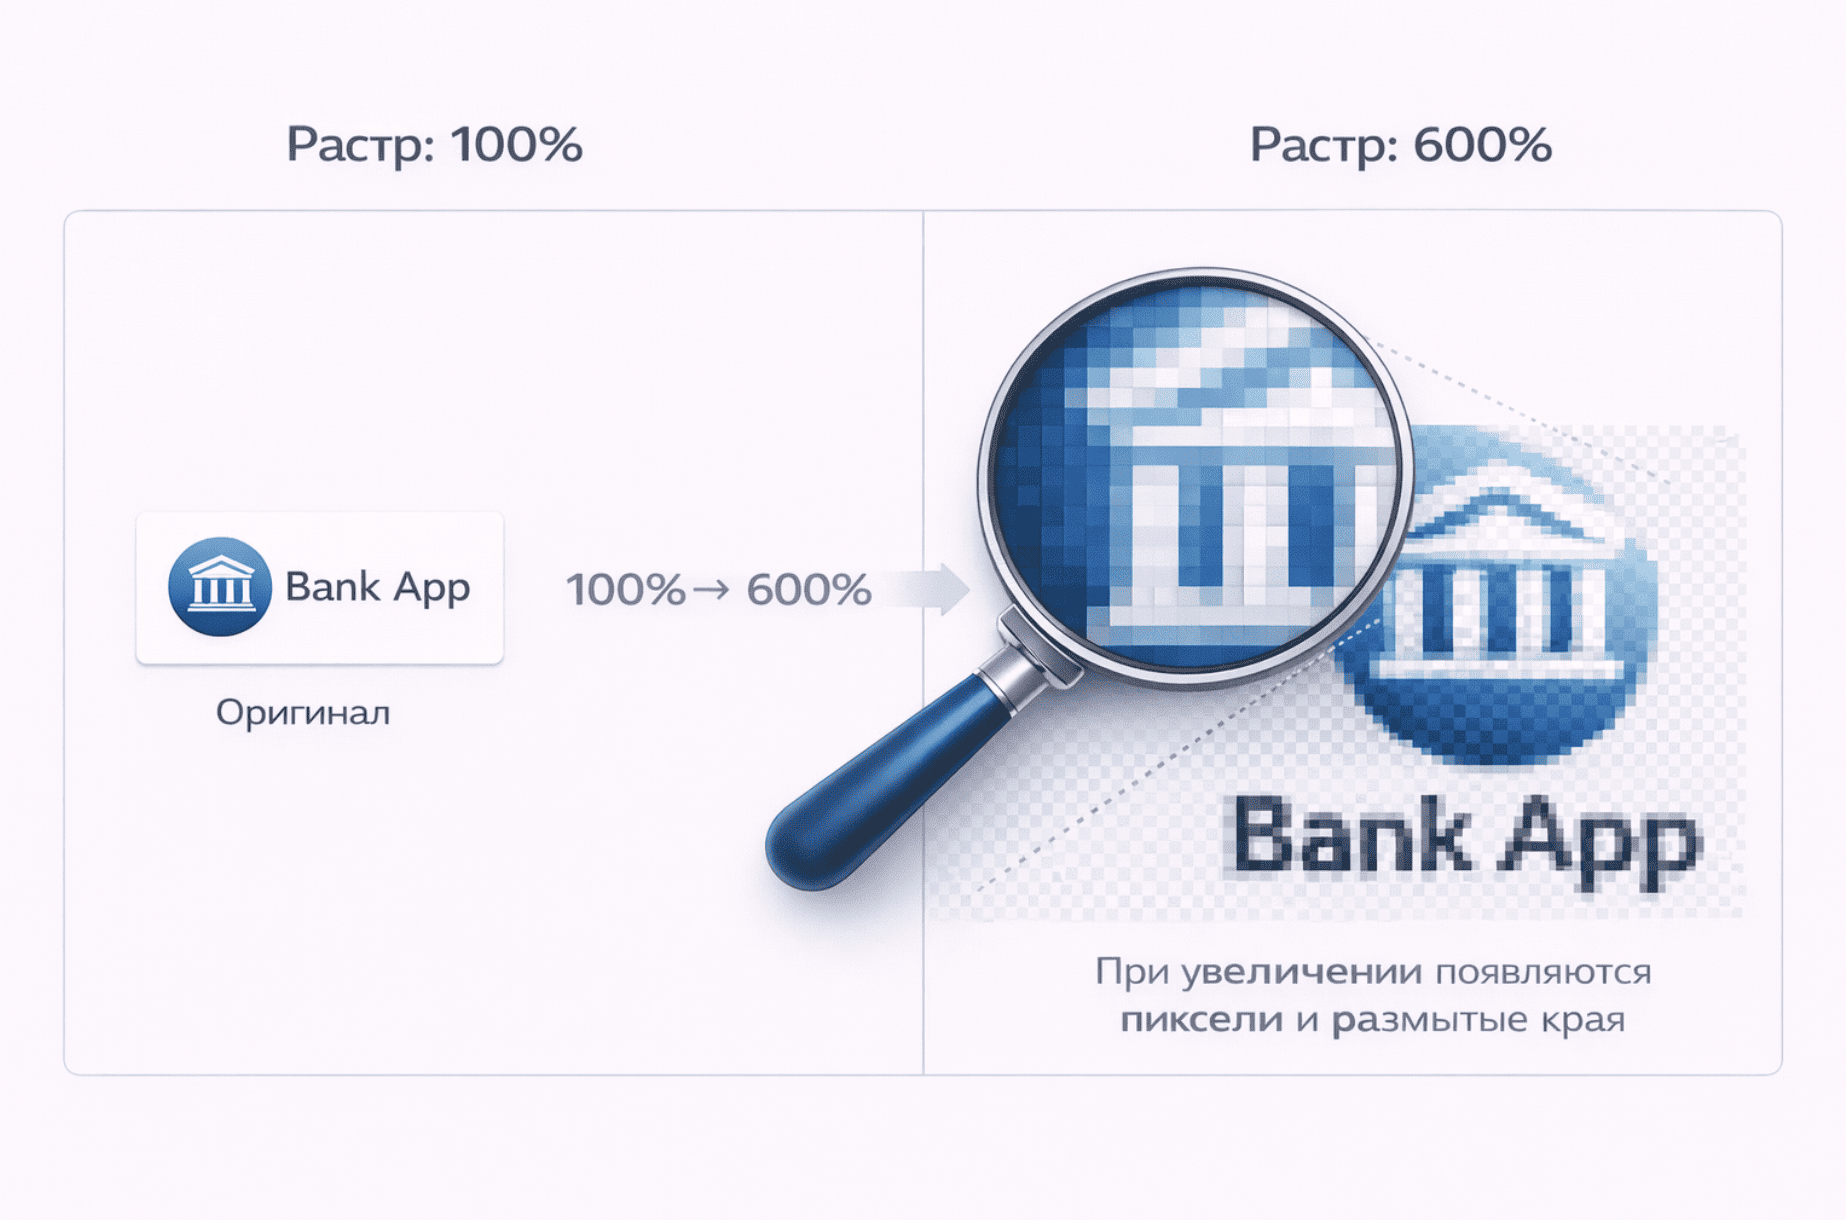 Растр: 100%
Растр: 600%
Bank App
Оригинал
100%→ 600%
Bank App
При увеличении появляются
пиксели и размытые края